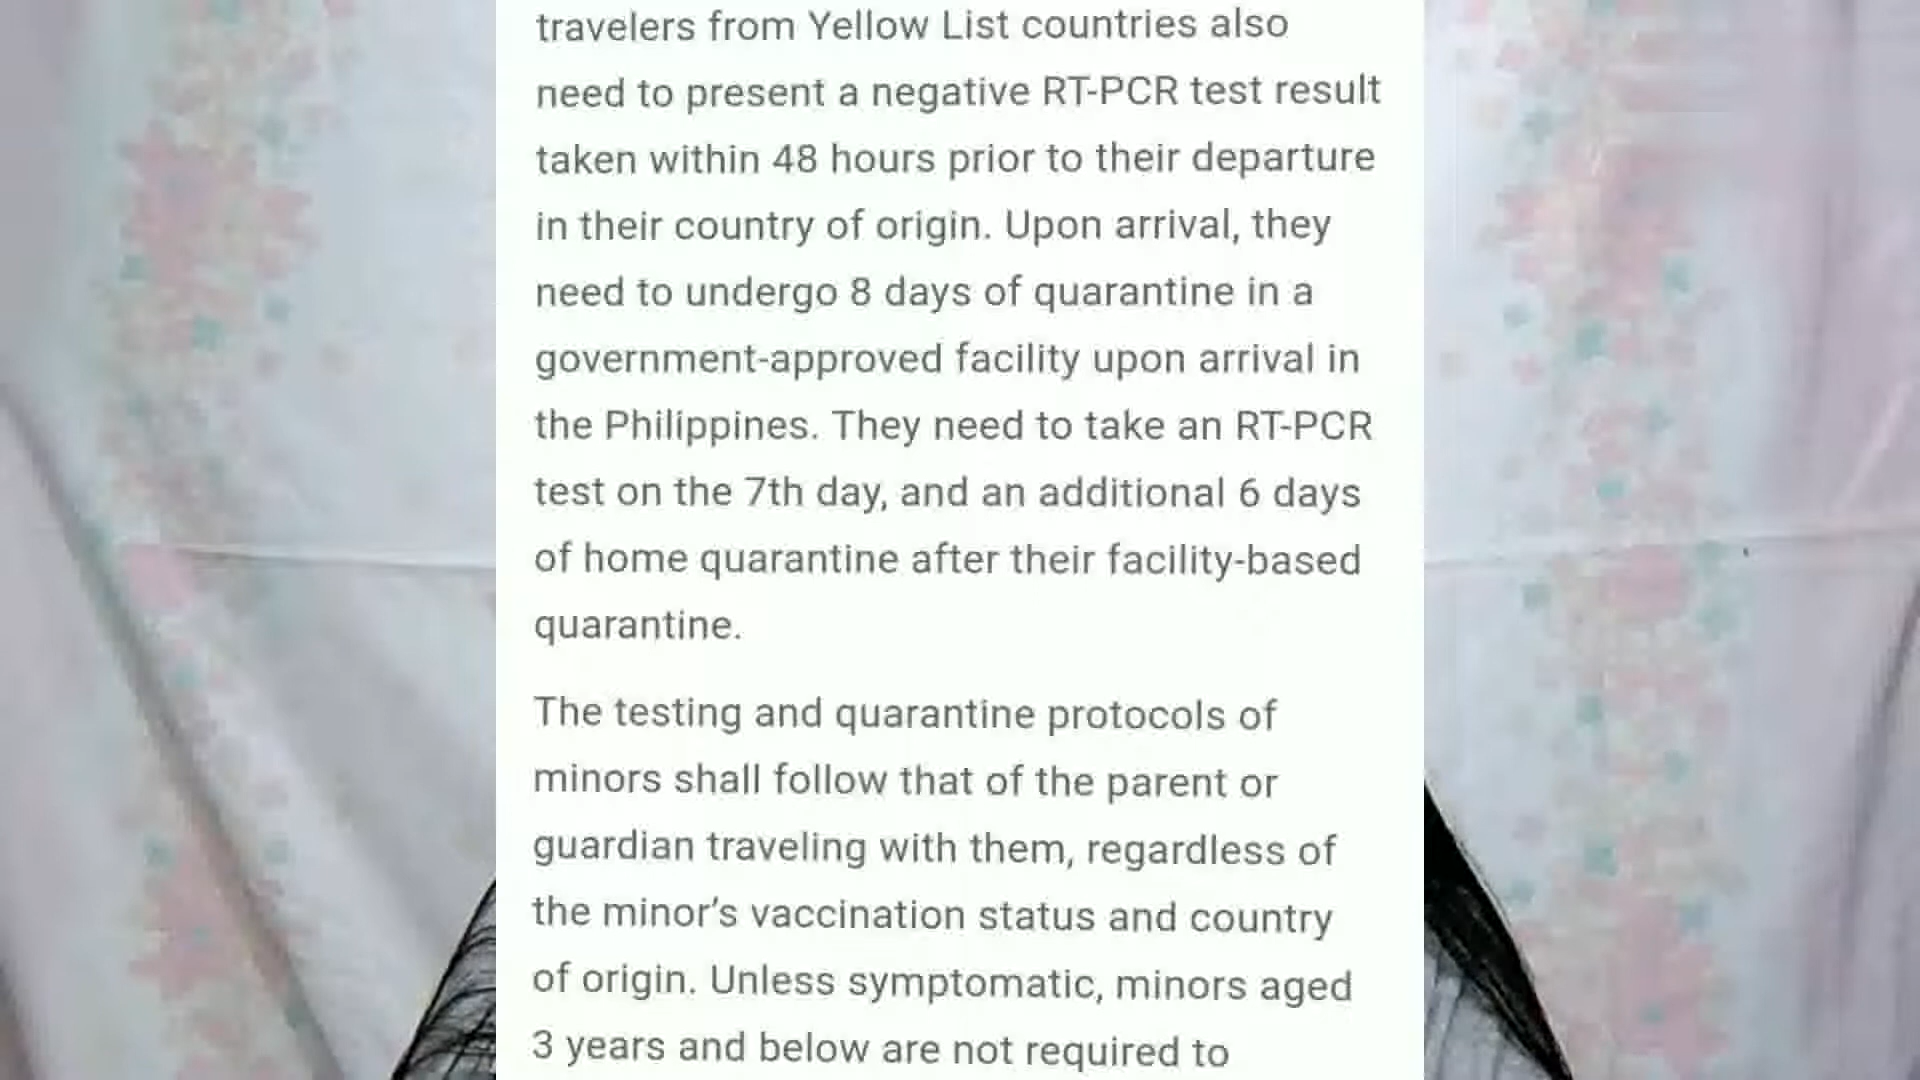 travelers from Yellow List countries also
need to present a negative RT-PCR test result
taken within 48 hours prior to their departure
in their country of origin. Upon arrival, they
need to undergo 8 days of quarantine in a
government-approved facility upon arrival in
the Philippines. They need to take an RT-PCR
test on the 7th day, and an additional 6 days
of home quarantine after their facility-based
quarantine.
The testing and quarantine protocols of
minors shall follow that of the parent or
guardian traveling with them, regardless of
the minor's vaccination status and country
of origin. Unless symptomatic, minors aged
3 years and below are not required to